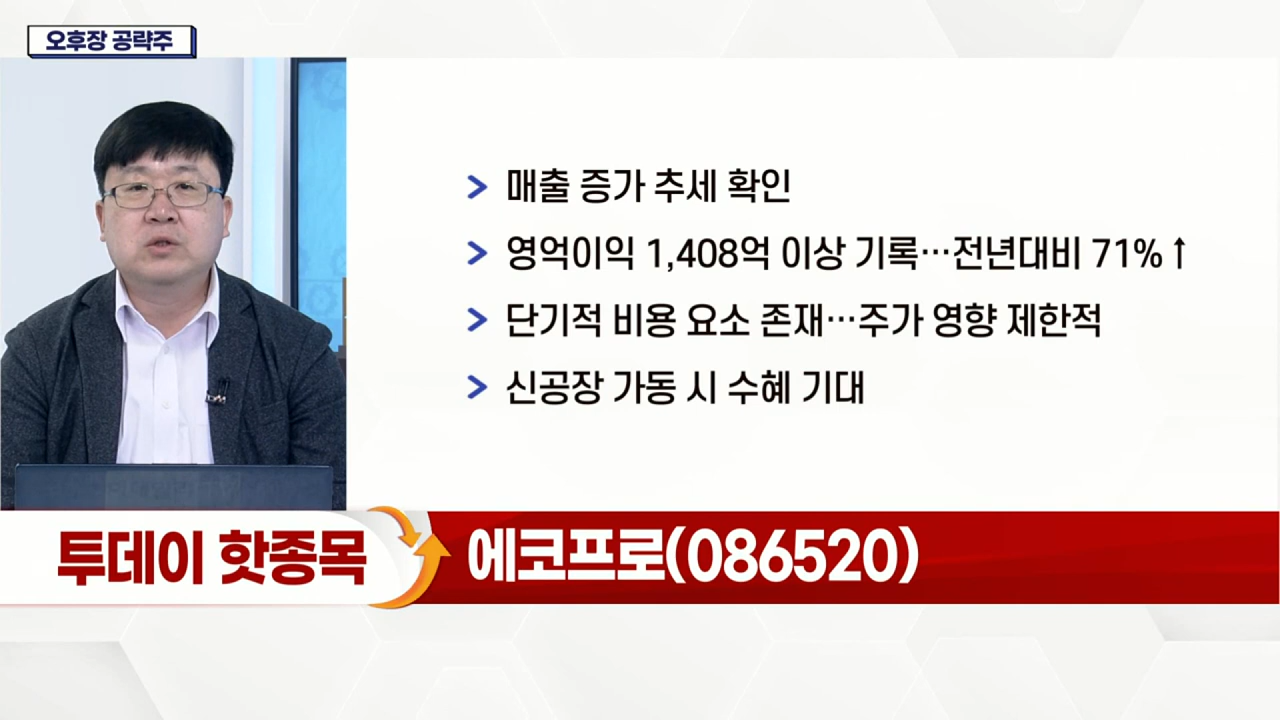 오후장 공략주
> 매출 증가 추세 확인
> 영억이익 1,408억 이상 기록…전년대비 71%↑
> 단기적 비용 요소 존재…주가 영향 제한적
> 신공장 가동 시 수혜 기대
투데이 핫종목
에코프로(086520)